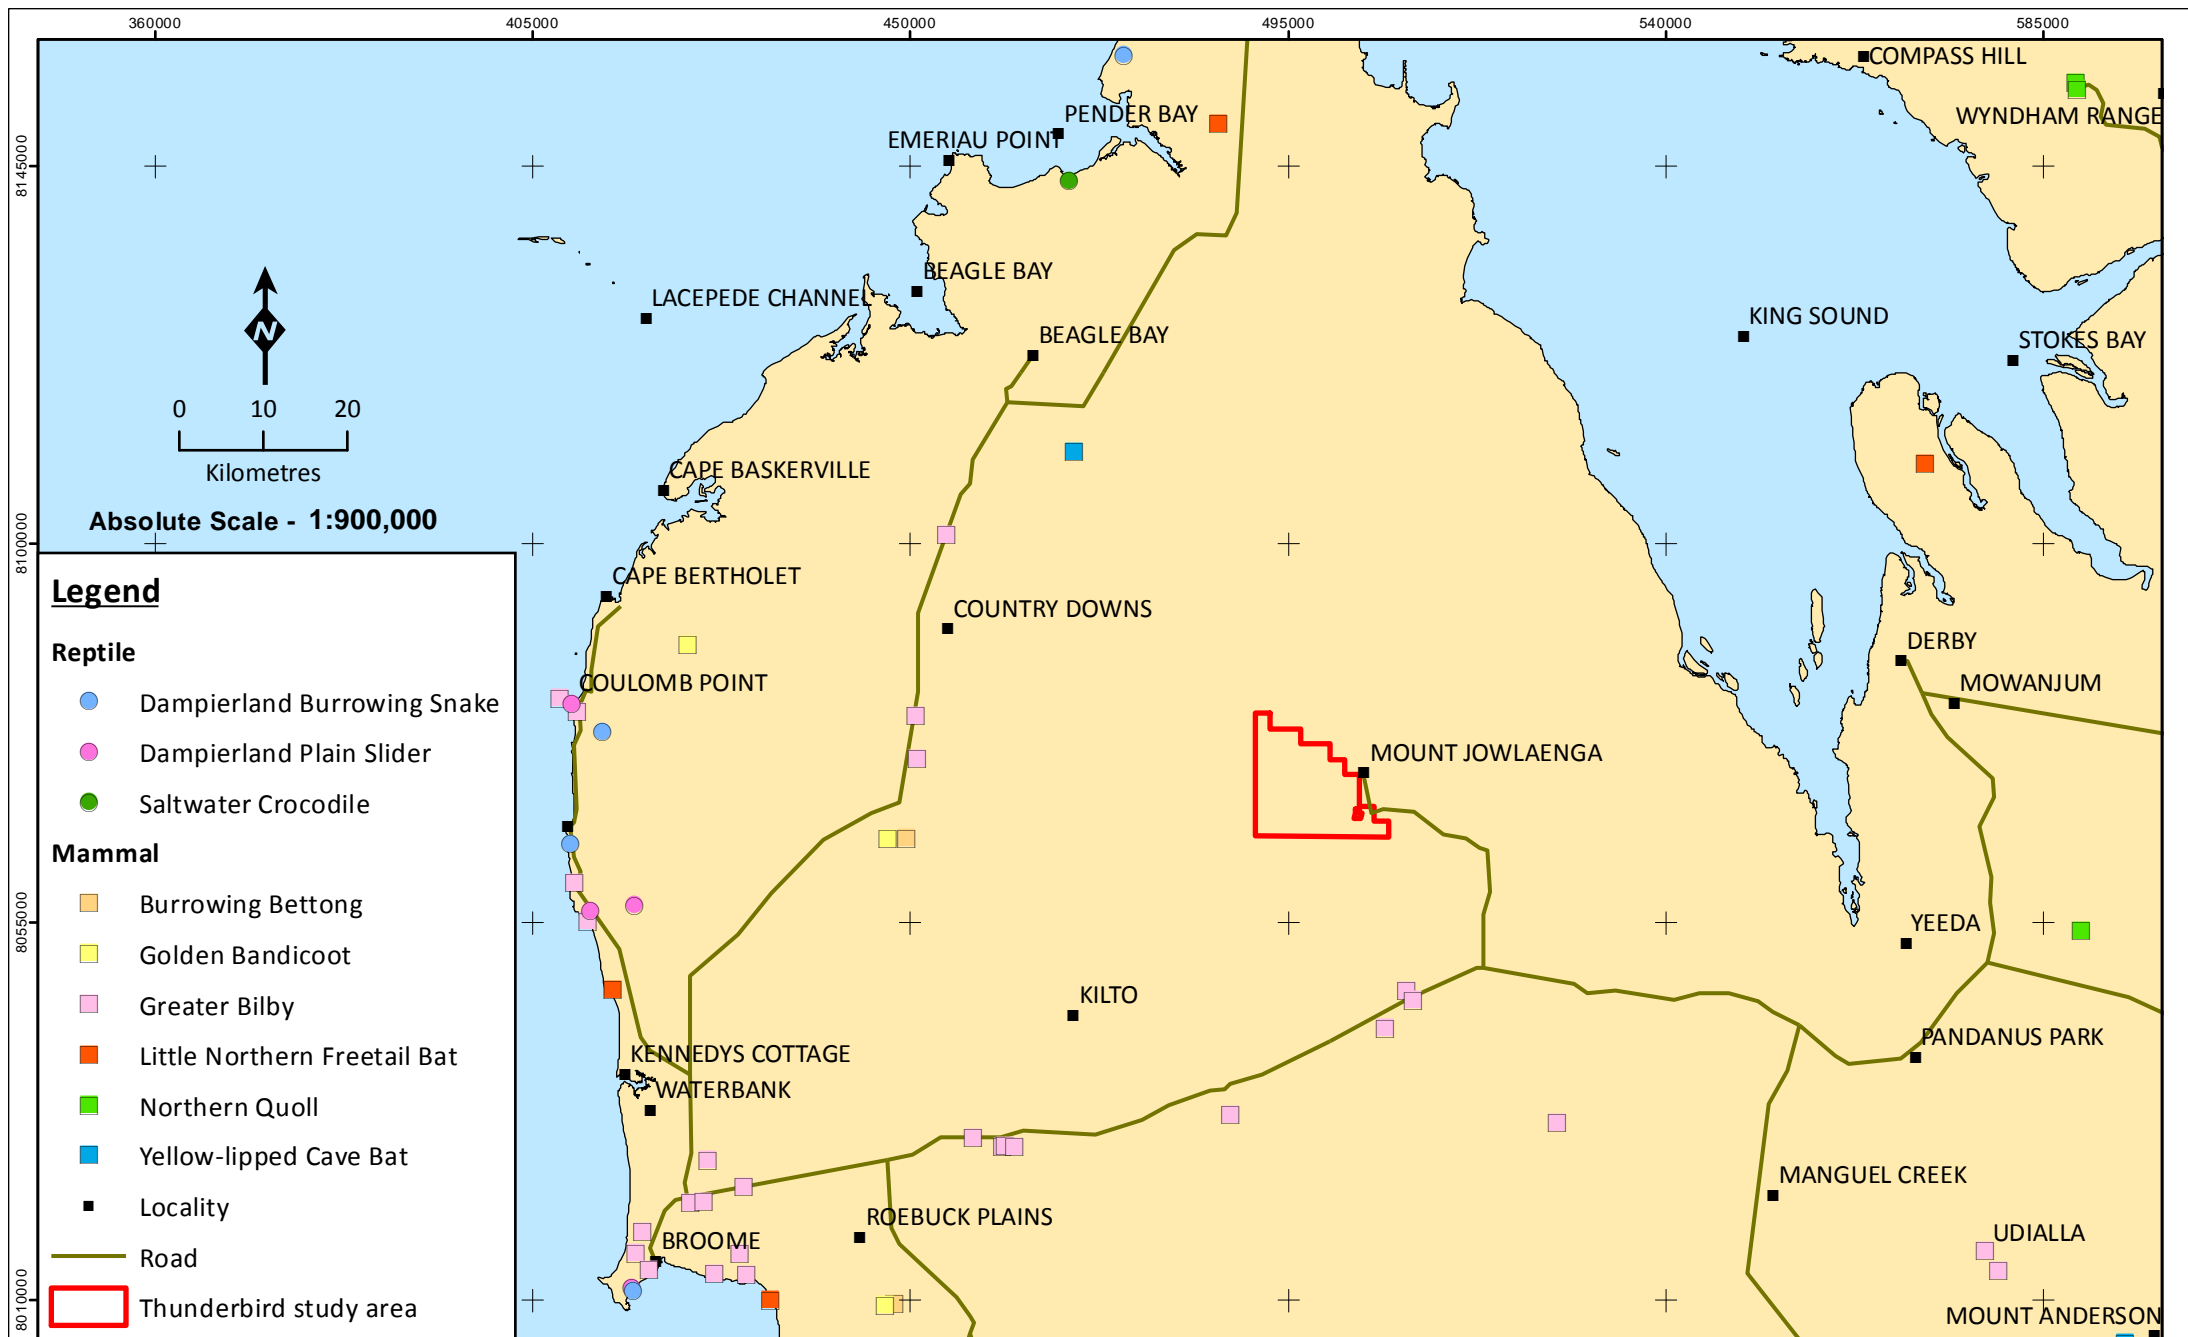 360000
405000
450000
495000
540000
585000
COMPASS HILL
PENDER BAY
WYNDHAM RANGE
EMERIAU POINT
8145000
BEAGLE BAY
LACEPEDE CHANNEL
KING SOUND
BEAGLE BAY
STOKES BAY
N
0 10 20
Kilometres
CAPE BASKERVILLE
Absolute Scale - 1:900,000
8100000
CAPE BERTHOLET
COUNTRY DOWNS
DERBY
COULOMB POINT
MOWANJUM
MOUNT JOWLAENGA
8055000
YEEDA
KILTO
PANDANUS PARK
KENNEDYS COTTAGE
WATERBANK
MANGUEL CREEK
ROEBUCK PLAINS
UDIALLA
BROOME
8010000
MOUNT ANDERSON
Legend
Reptile
Dampierland Burrowing Snake
Dampierland Plain Slider
Saltwater Crocodile
Mammal
Burrowing Bettong
Golden Bandicoot
Greater Bilby
Little Northern Freetail Bat
Northern Quoll
Yellow-lipped Cave Bat
Locality
Road
Thunderbird study area